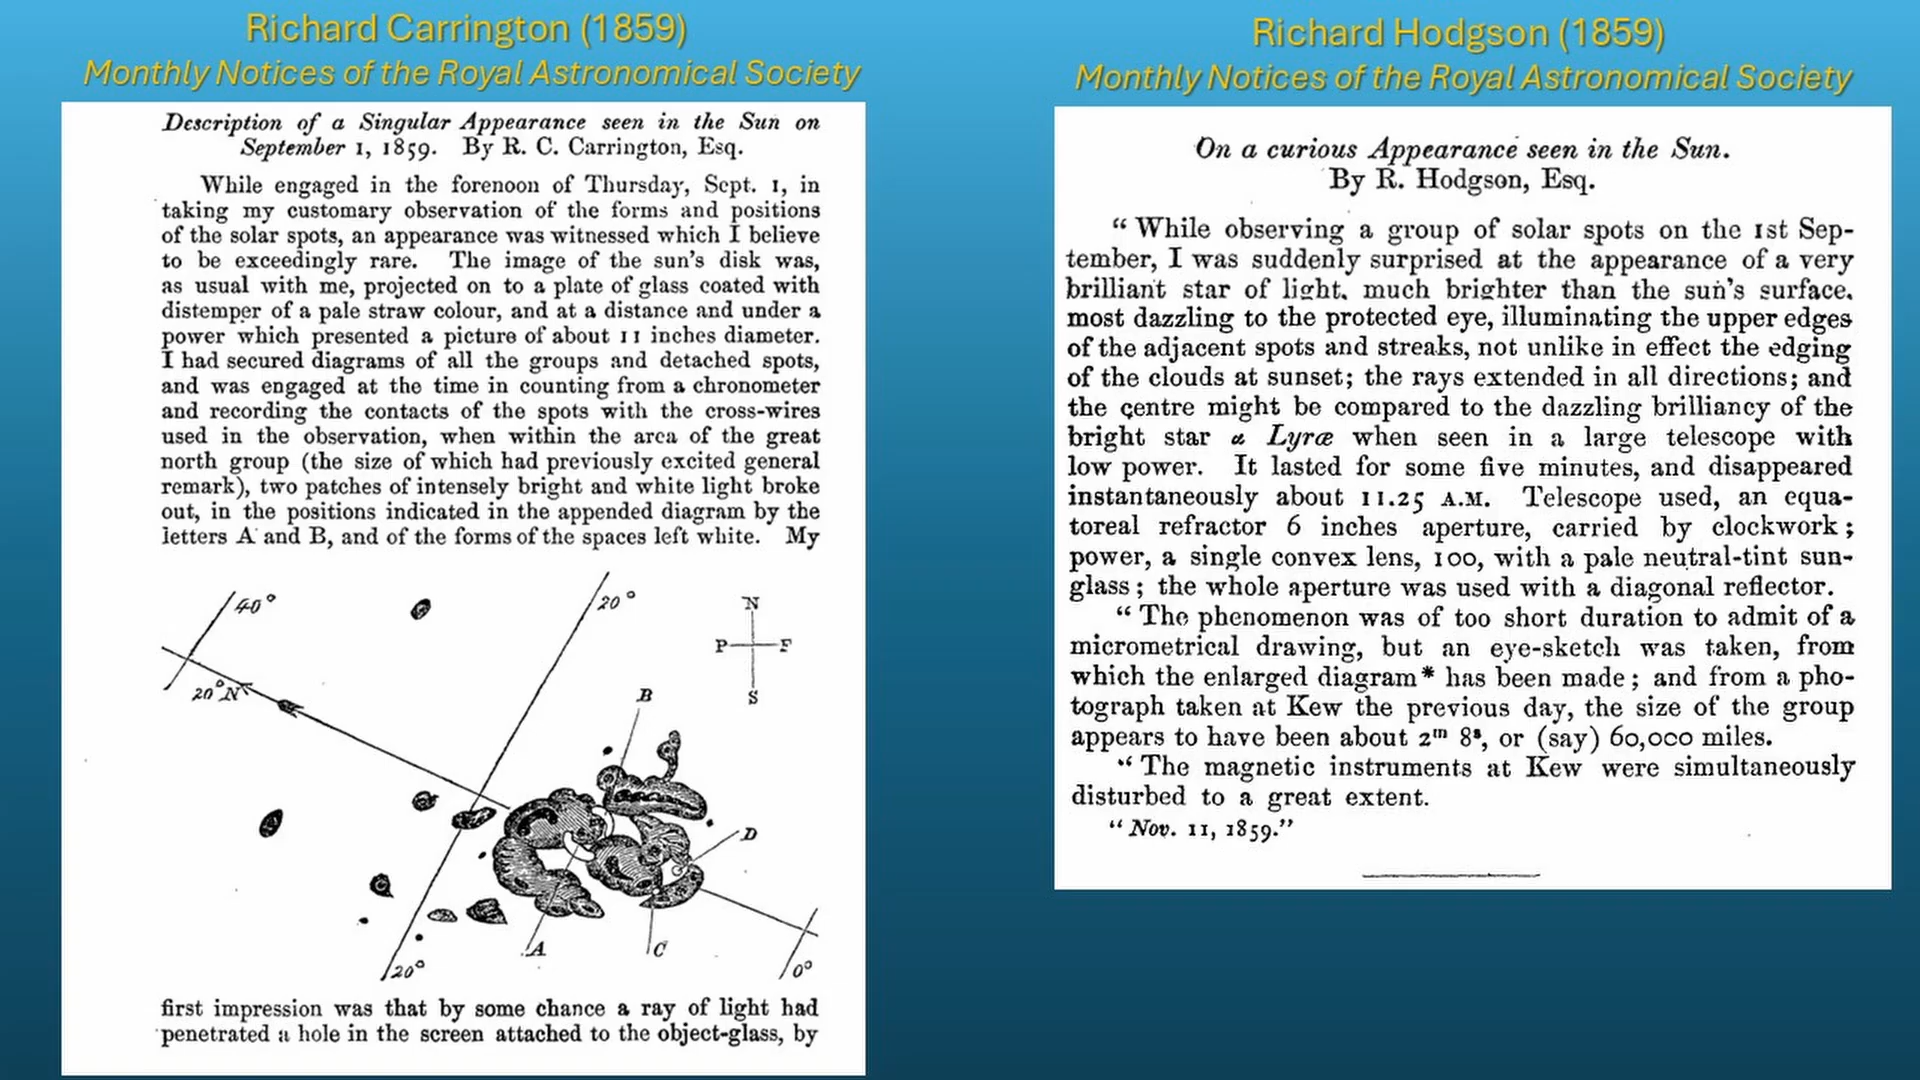 Richard Carrington (1859)
Monthly Notices of the Royal Astronomical Society
Description of a Singular Appearance seen in the Sun on
September 1, 1859. By R. C. Carrington, Esq.
While engaged in the forenoon of Thursday, Sept. 1, in
taking my customary observation of the forms and positions
of the solar spots, an appearance was witnessed which I believe
to be exceedingly rare. The image of the sun's disk was,
as usual with me, projected on to a plate of glass coated with
distemper of a pale straw colour, and at a distance and under a
power which presented a picture of about 11 inches diameter.
I had secured diagrams of all the groups and detached spots,
and was engaged at the time in counting from a chronometer
and recording the contacts of the spots with the cross-wires
used in the observation, when within the area of the great
north group (the size of which had previously excited general
remark), two patches of intensely bright and white light broke
out, in the positions indicated in the appended diagram by the
letters A and B, and of the forms of the spaces left white. My
40°
20°
N
P F
S
20°N
B
D
A
C
20°
0°
first impression was that by some chance a ray of light had
penetrated a hole in the screen attached to the object-glass, by
Richard Hodgson (1859)
Monthly Notices of the Royal Astronomical Society
On a curious Appearance seen in the Sun.
By R. Hodgson, Esq.
“While observing a group of solar spots on the 1st Sep-
tember, I was suddenly surprised at the appearance of a very
brilliant star of light, much brighter than the sun's surface,
most dazzling to the protected eye, illuminating the upper edges
of the adjacent spots and streaks, not unlike in effect the edging
of the clouds at sunset; the rays extended in all directions; and
the centre might be compared to the dazzling brilliancy of the
bright star α Lyræ when seen in a large telescope with
low power. It lasted for some five minutes, and disappeared
instantaneously about 11.25 A.M. Telescope used, an equa-
toreal refractor 6 inches aperture, carried by clockwork;
power, a single convex lens, 100, with a pale neutral-tint sun-
glass; the whole aperture was used with a diagonal reflector.
“The phenomenon was of too short duration to admit of a
micrometrical drawing, but an eye-sketch was taken, from
which the enlarged diagram* has been made; and from a pho-
tograph taken at Kew the previous day, the size of the group
appears to have been about 2ᵐ 8ˢ, or (say) 60,000 miles.
“The magnetic instruments at Kew were simultaneously
disturbed to a great extent.
“Nov. 11, 1859.”